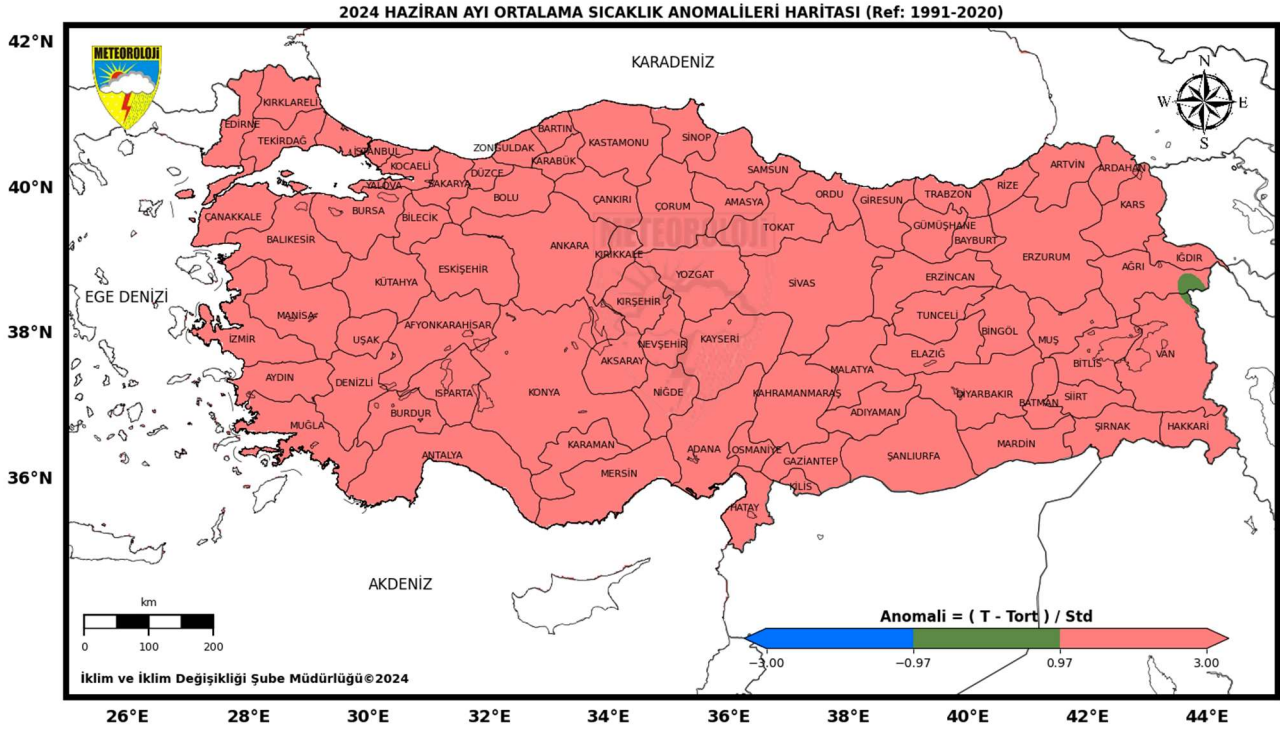 2024 HAZİRAN AYI ORTALAMA SICAKLIK ANOMALİLERİ HARİTASI (Ref: 1991-2020)
42°N
METEOROLOJİ
KARADENİZ
N
W E
S
KIRKLARELİ
EDİRNE
TEKİRDAĞ
İSTANBUL
KOCAELİ
YALOVA
SAKARYA
DÜZCE
ZONGULDAK
BARTIN
KARABÜK
KASTAMONU
SİNOP
SAMSUN
ORDU
GİRESUN
TRABZON
RİZE
ARTVİN
ARDAHAN
40°N
ÇANAKKALE
BALIKESİR
BURSA
BİLECİK
BOLU
ÇANKIRI
ÇORUM
AMASYA
TOKAT
GÜMÜŞHANE
BAYBURT
KARS
METEOROLOJİ
ANKARA
KIRIKKALE
ERZURUM
AĞRI
IĞDIR
KÜTAHYA
ESKİŞEHİR
YOZGAT
SİVAS
ERZİNCAN
EGE DENİZİ
MANİSA
AFYONKARAHİSAR
KIRŞEHİR
TUNCELİ
BİNGÖL
38°N
İZMİR
UŞAK
NEVŞEHİR
KAYSERİ
MUŞ
AKSARAY
ELAZIĞ
BİTLİS
VAN
AYDIN
DENİZLİ
ISPARTA
KONYA
NİĞDE
MALATYA
KAHRAMANMARAŞ
DİYARBAKIR
BATMAN
SİİRT
MUĞLA
BURDUR
ADIYAMAN
ŞIRNAK
HAKKARİ
ANTALYA
KARAMAN
ADANA
OSMANİYE
GAZİANTEP
ŞANLIURFA
MARDİN
36°N
MERSİN
KİLİS
HATAY
AKDENİZ
km
0 100 200
Anomali = ( T - Tort ) / Std
−3.00 −0.97 0.97 3.00
İklim ve İklim Değişikliği Şube Müdürlüğü©2024
26°E 28°E 30°E 32°E 34°E 36°E 38°E 40°E 42°E 44°E